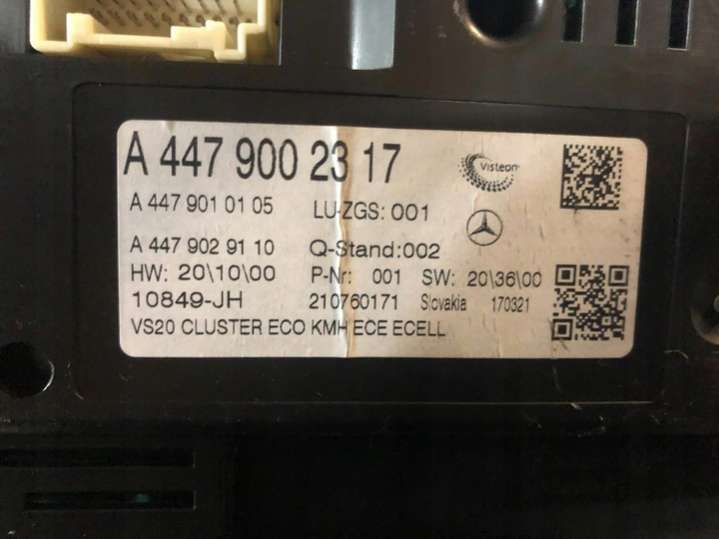 A 447 900 23 17
Visteon
A 447 901 01 05 LU-ZGS: 001
A 447 902 91 10 Q-Stand:002
HW: 20\10\00 P-Nr: 001 SW: 20\36\00
10849-JH 210760171 Slovakia 170321
VS20 CLUSTER ECO KMH ECE ECELL